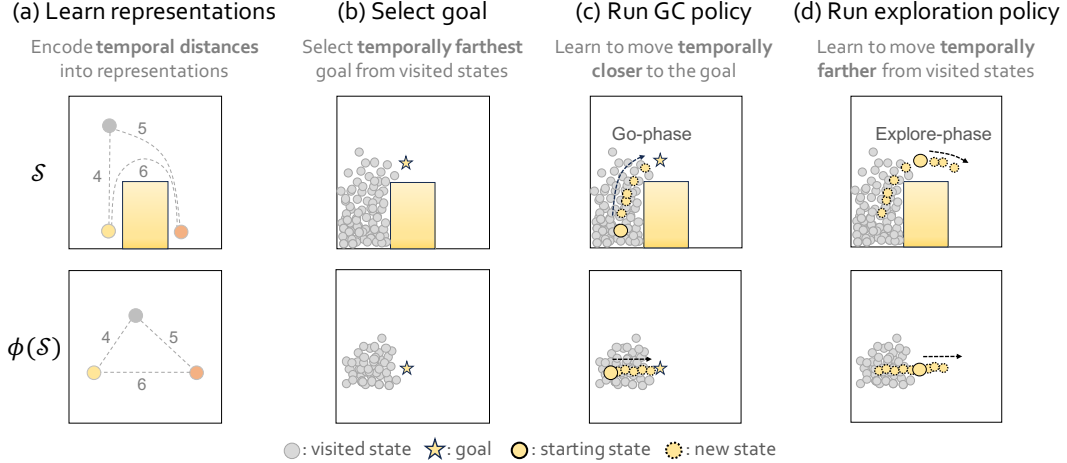 (a) Learn representations
Encode temporal distances
into representations
(b) Select goal
Select temporally farthest
goal from visited states
(c) Run GC policy
Learn to move temporally
closer to the goal
(d) Run exploration policy
Learn to move temporally
farther from visited states
𝒮
5
4
6
Go-phase
Explore-phase
ϕ(𝒮)
4
5
6
: visited state
: goal
: starting state
: new state